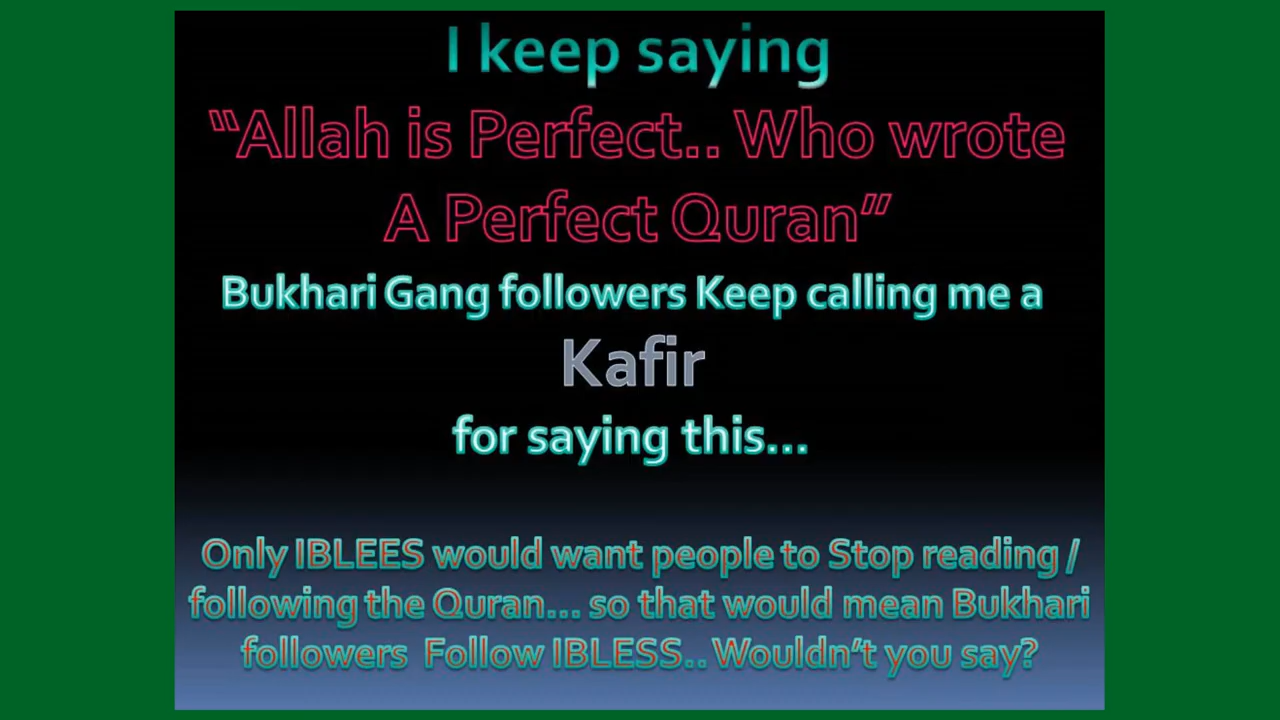 I keep saying
“Allah is Perfect.. Who wrote
A Perfect Quran”
Bukhari Gang followers Keep calling me a
Kafir
for saying this...
Only IBLEES would want people to Stop reading /
following the Quran... so that would mean Bukhari
followers Follow IBLESS.. Wouldn’t you say?